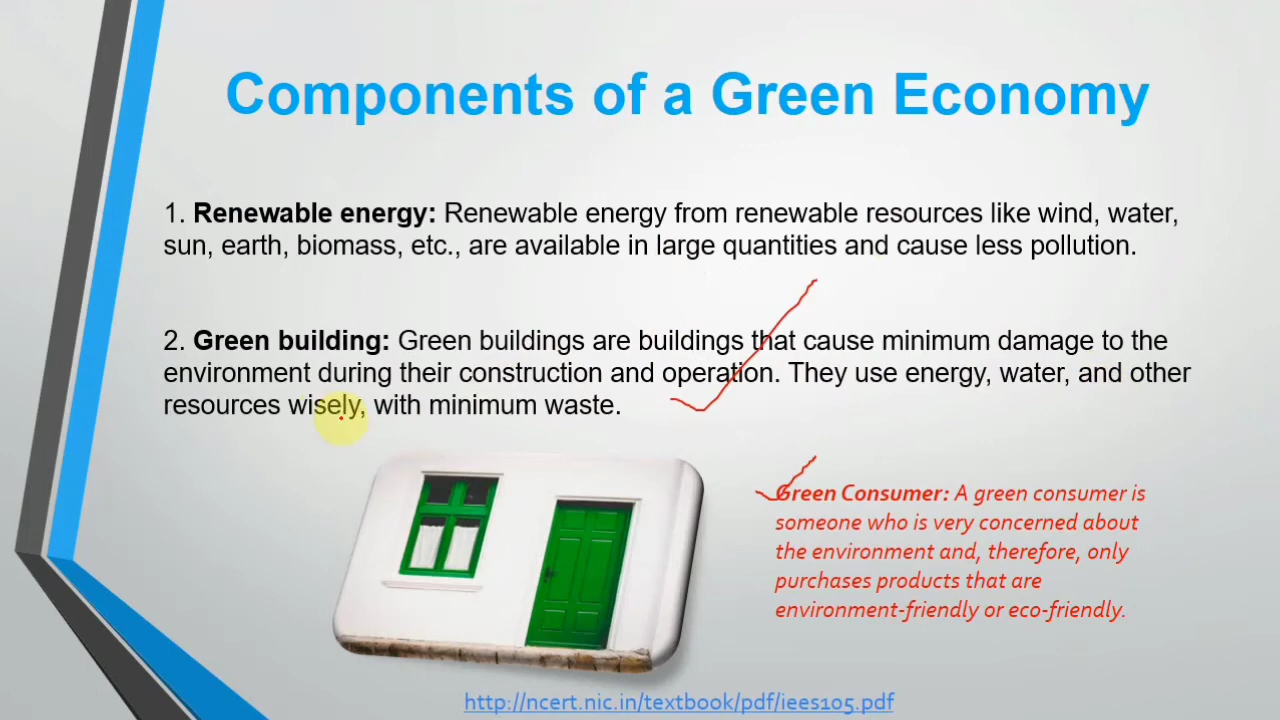 Components of a Green Economy
1. Renewable energy: Renewable energy from renewable resources like wind, water,
sun, earth, biomass, etc., are available in large quantities and cause less pollution.
2. Green building: Green buildings are buildings that cause minimum damage to the
environment during their construction and operation. They use energy, water, and other
resources wisely, with minimum waste.
Green Consumer: A green consumer is
someone who is very concerned about
the environment and, therefore, only
purchases products that are
environment-friendly or eco-friendly.
http://ncert.nic.in/textbook/pdf/iees105.pdf